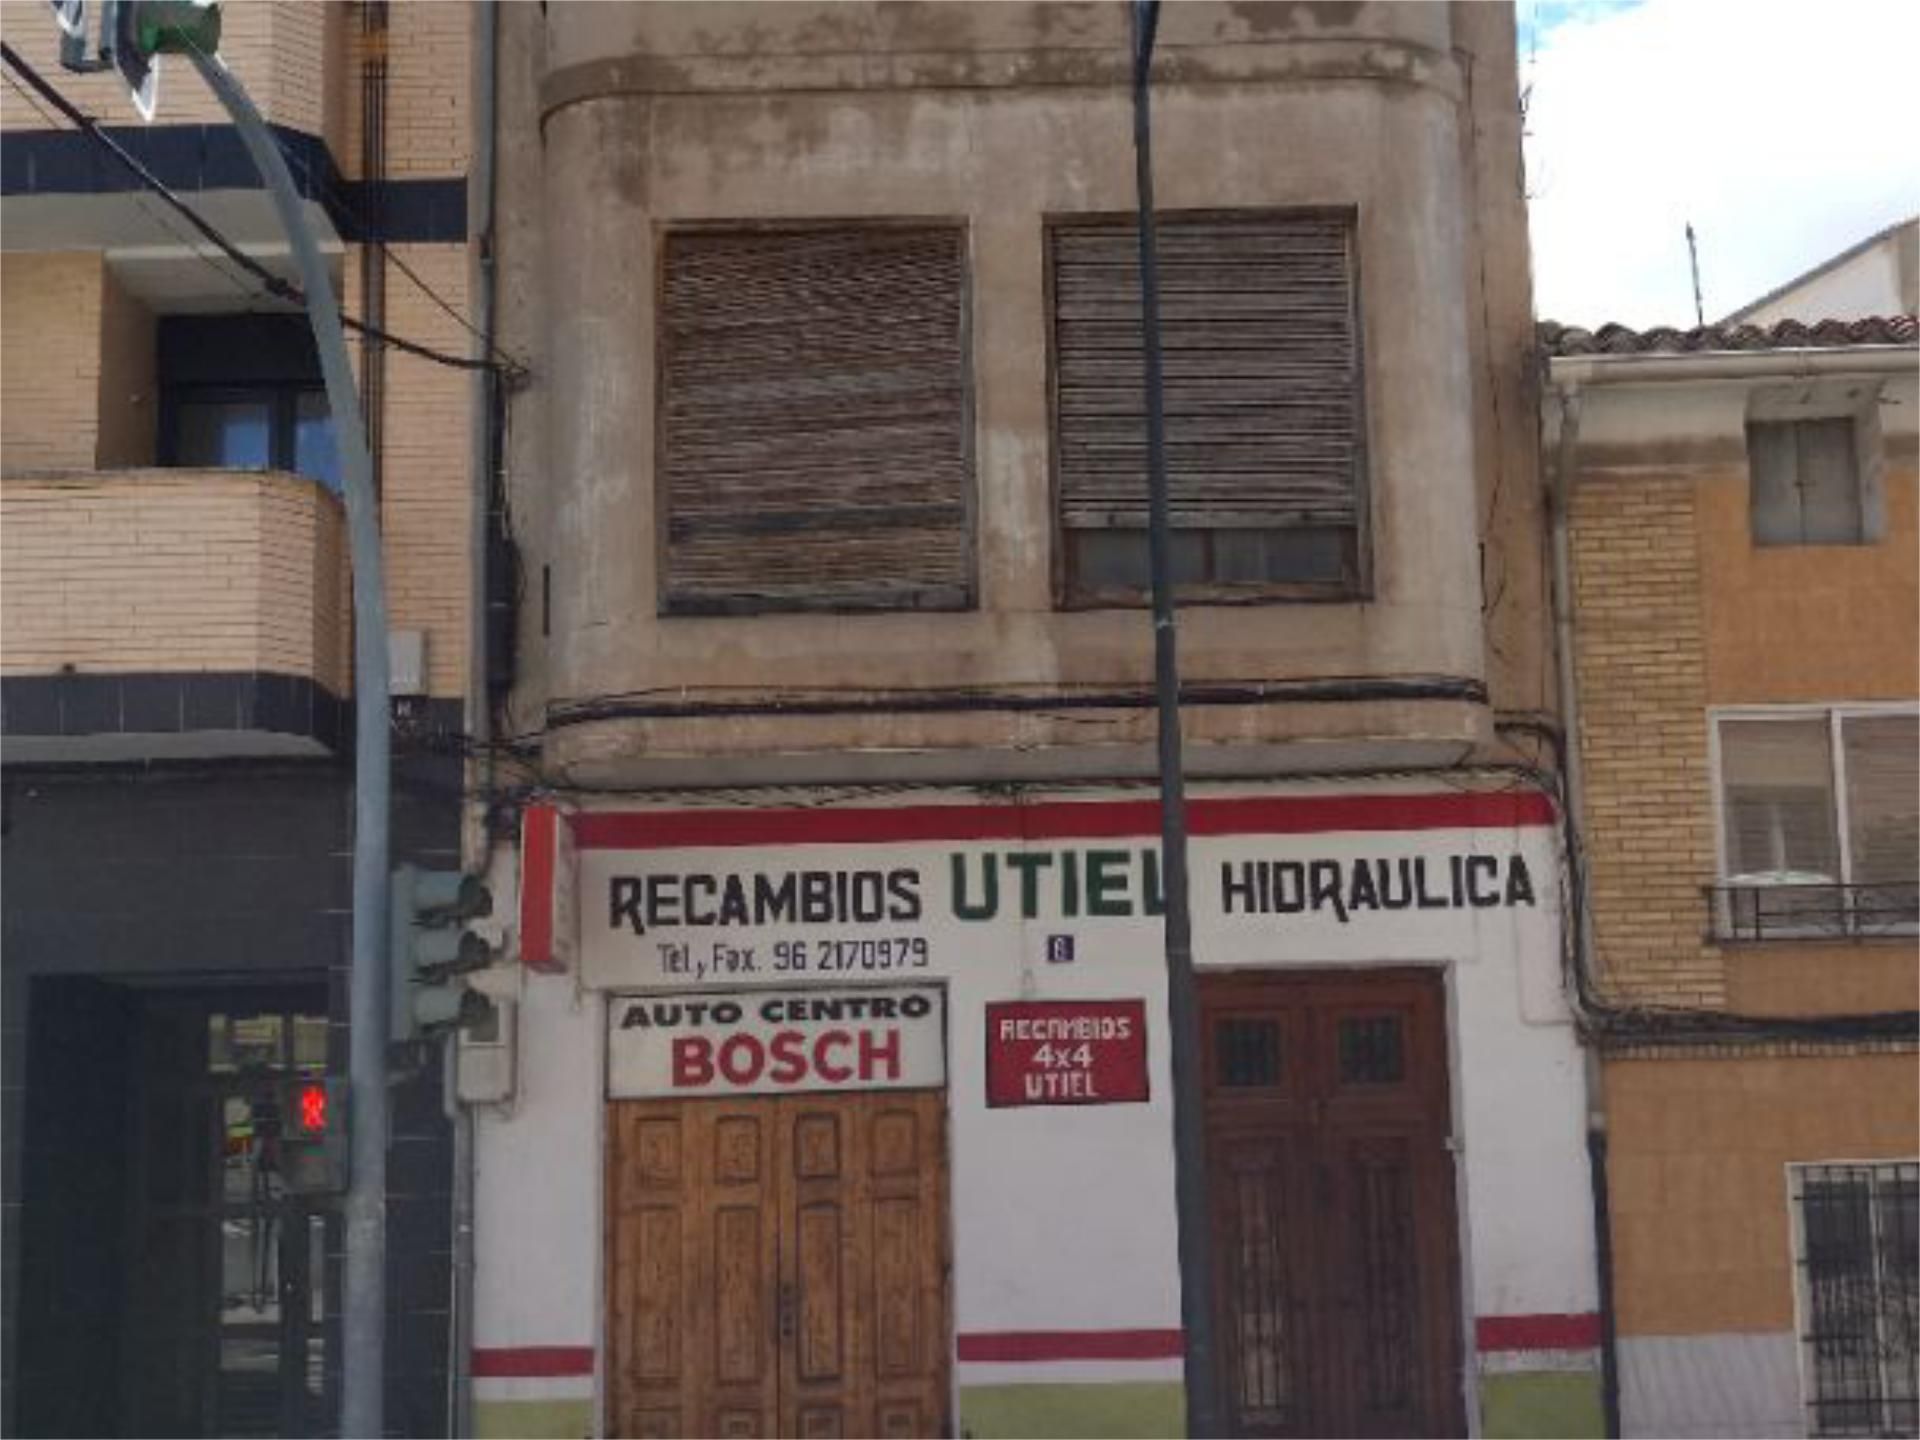 RECAMBIOS UTIEL HIDRAULICA
Tel. y Fax. 96 2170979
AUTO CENTRO
BOSCH
RECAMBIOS
4x4
UTIEL